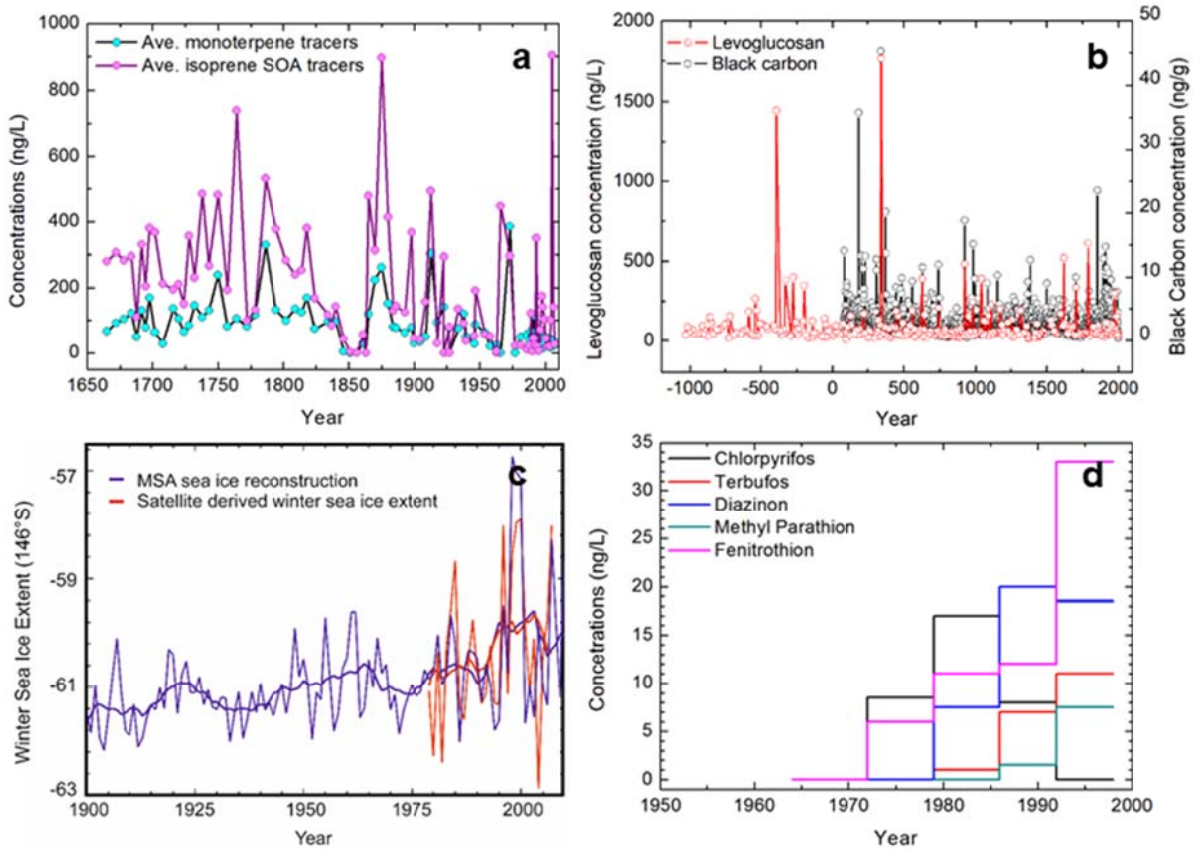 a
Ave. monoterpene tracers
Ave. isoprene SOA tracers
Concentrations (ng/L)
1000
800
600
400
200
0
1650 1700 1750 1800 1850 1900 1950 2000
Year
b
Levoglucosan
Black carbon
Levoglucosan concentration (ng/L)
2000
1750
1500
1750
1000
1250
500
250
0
Black Carbon concentration (ng/g)
50
40
30
20
10
0
-1000 -500 0 500 1000 1500 2000
Year
c
MSA sea ice reconstruction
Satellite derived winter sea ice extent
Winter Sea Ice Extent (146°S)
-57
-59
-61
-63
1900 1925 1950 1975 2000
Year
d
Chlorpyrifos
Terbufos
Diazinon
Methyl Parathion
Fenitrothion
Concetrations (ng/L)
35
30
25
20
15
10
5
0
1950 1960 1970 1980 1990 2000
Year